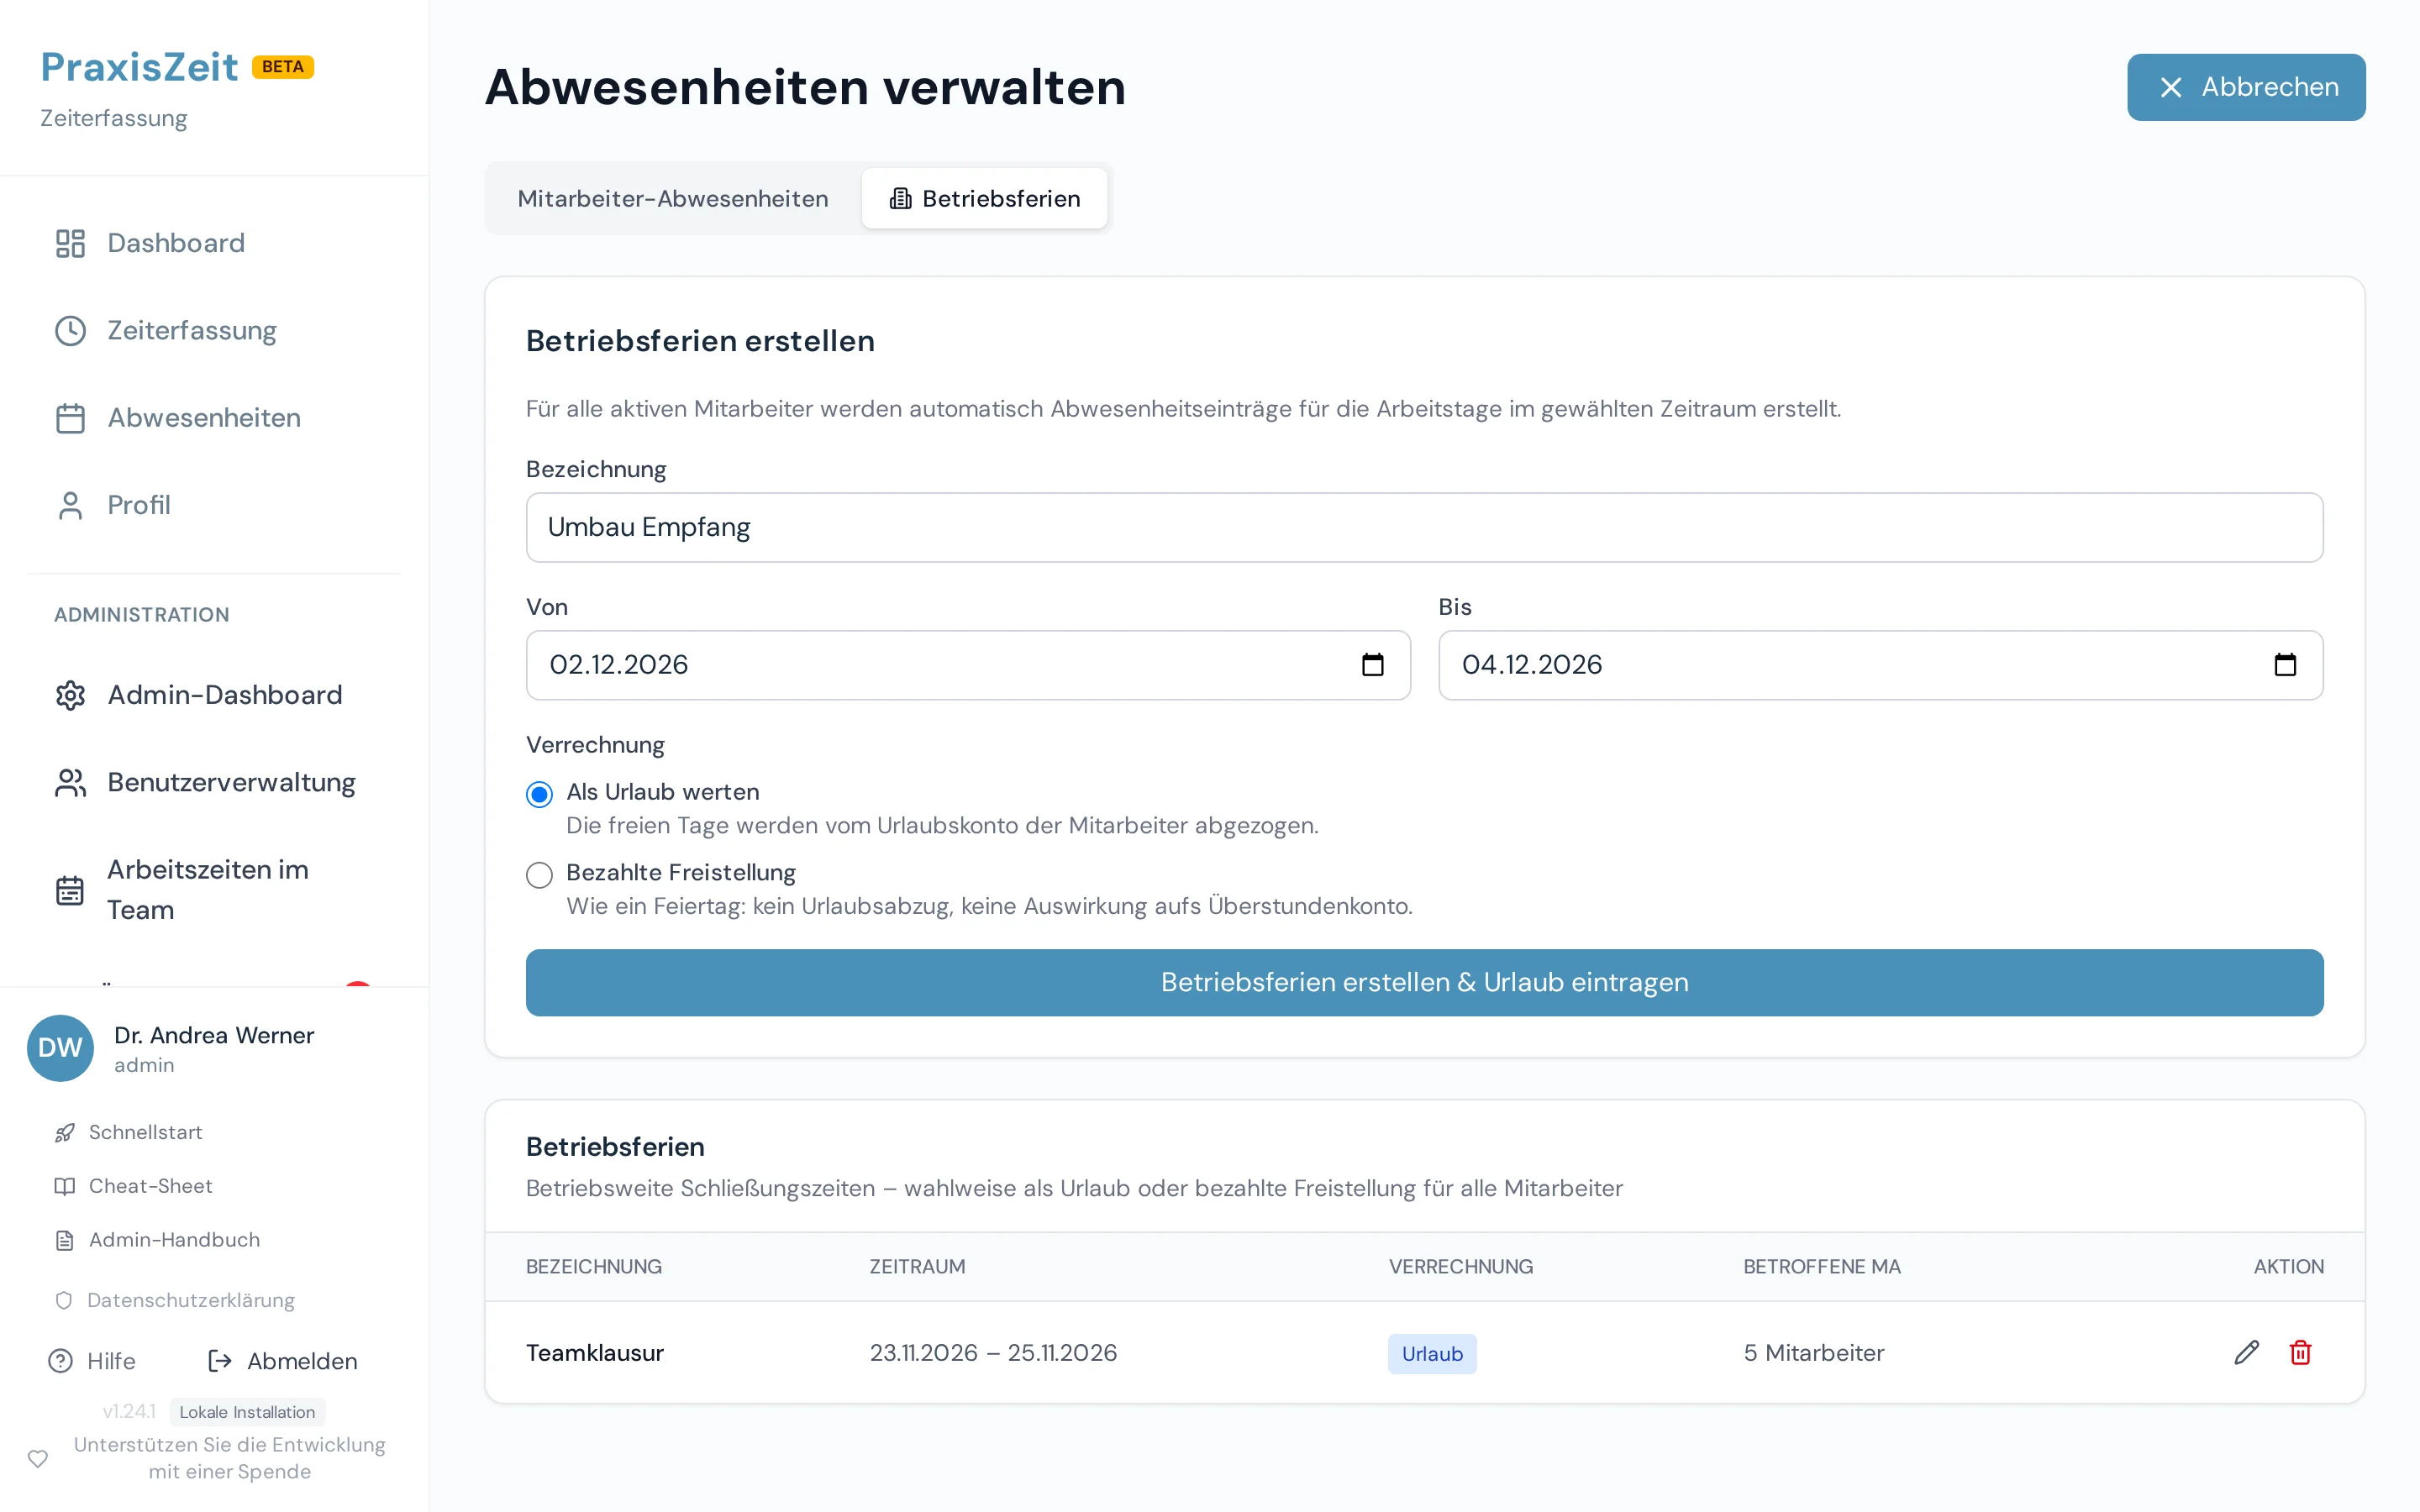 PraxisZeit BETA
Zeiterfassung
Dashboard
Zeiterfassung
Abwesenheiten
Profil
ADMINISTRATION
Admin-Dashboard
Benutzerverwaltung
Arbeitszeiten im
Team
DW
Dr. Andrea Werner
admin
Schnellstart
Cheat-Sheet
Admin-Handbuch
Datenschutzerklärung
Hilfe Abmelden
v1.24.1 Lokale Installation
Unterstützen Sie die Entwicklung
mit einer Spende
Abwesenheiten verwalten
Abbrechen
Mitarbeiter-Abwesenheiten Betriebsferien
Betriebsferien erstellen
Für alle aktiven Mitarbeiter werden automatisch Abwesenheitseinträge für die Arbeitstage im gewählten Zeitraum erstellt.
Bezeichnung
Umbau Empfang
Von Bis
02.12.2026 04.12.2026
Verrechnung
Als Urlaub werten
Die freien Tage werden vom Urlaubskonto der Mitarbeiter abgezogen.
Bezahlte Freistellung
Wie ein Feiertag: kein Urlaubsabzug, keine Auswirkung aufs Überstundenkonto.
Betriebsferien erstellen & Urlaub eintragen
Betriebsferien
Betriebsweite Schließungszeiten – wahlweise als Urlaub oder bezahlte Freistellung für alle Mitarbeiter
BEZEICHNUNG ZEITRAUM VERRECHNUNG BETROFFENE MA AKTION
Teamklausur 23.11.2026 – 25.11.2026 Urlaub 5 Mitarbeiter